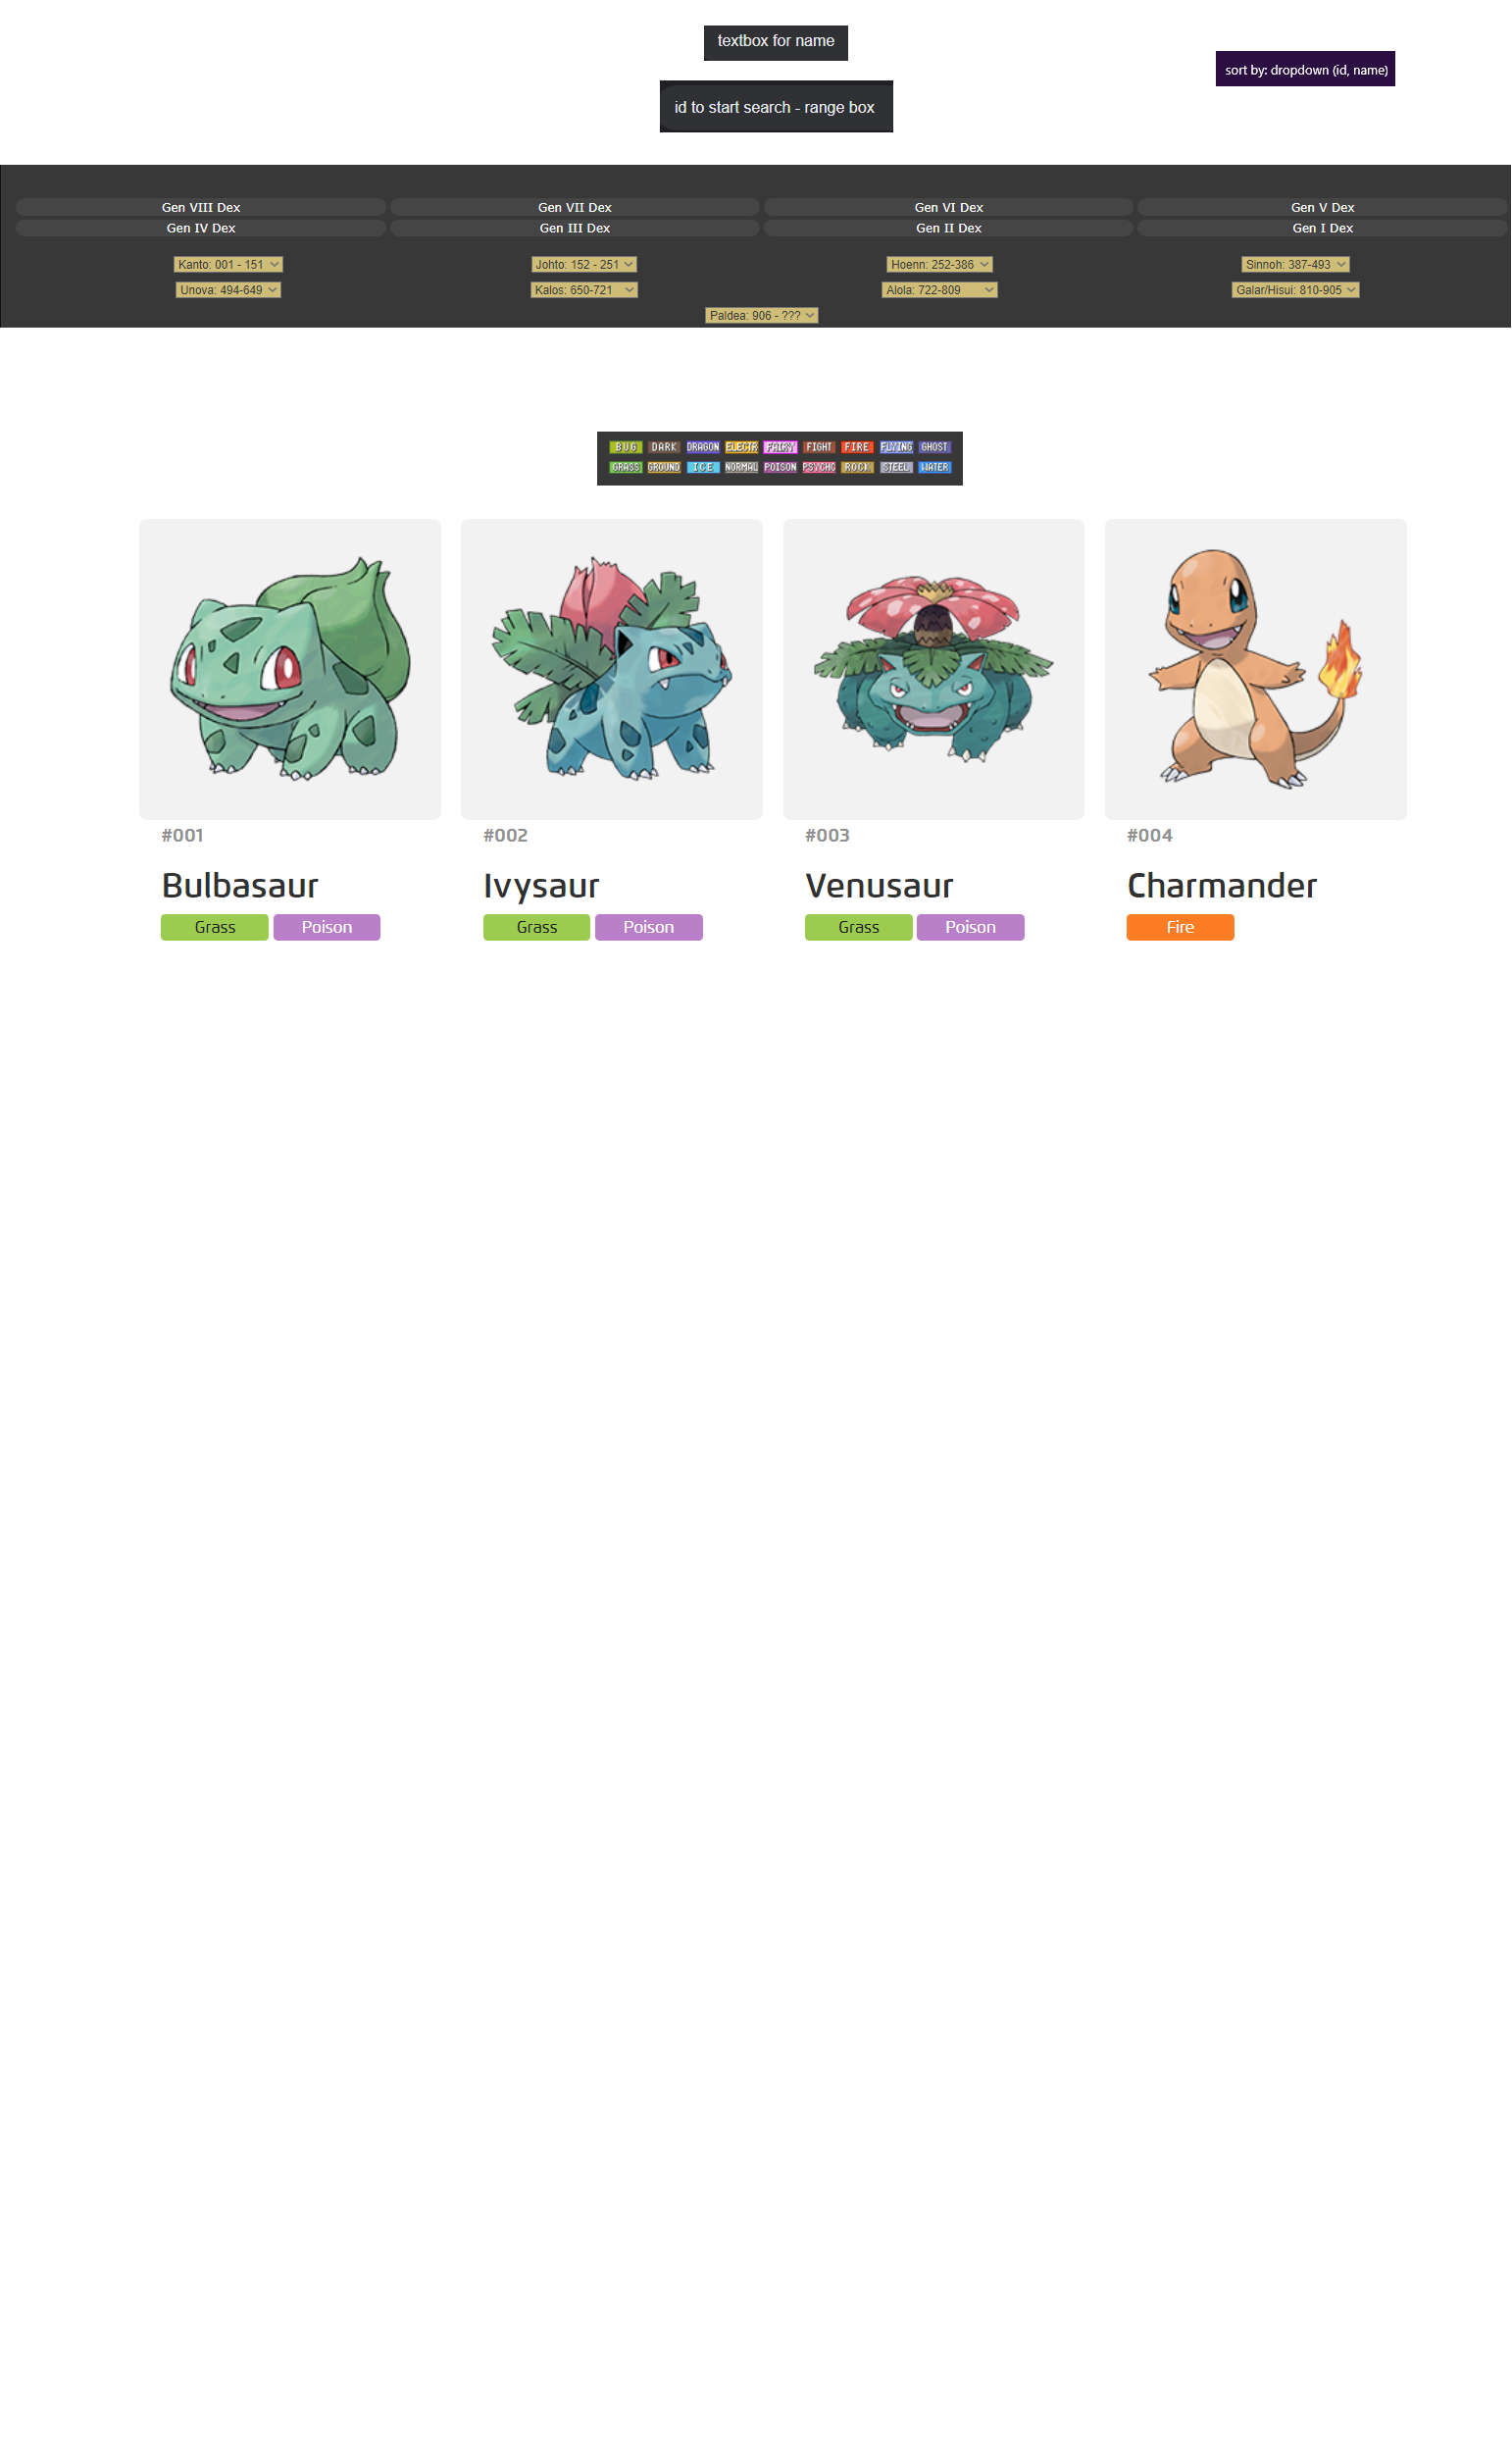 textbox for name
sort by: dropdown (id, name)
id to start search - range box
Gen VIII Dex Gen VII Dex Gen VI Dex Gen V Dex
Gen IV Dex Gen III Dex Gen II Dex Gen I Dex
Kanto: 001 - 151 Johto: 152 - 251 Hoenn: 252-386 Sinnoh: 387-493
Unova: 494-649 Kalos: 650-721 Alola: 722-809 Galar/Hisui: 810-905
Paldea: 906 - ???
BUG DARK DRAGON ELECTR FAIRY FIGHT FIRE FLYING GHOST
GRASS GROUND ICE NORMAL POISON PSYCHC ROCK STEEL WATER
#001 #002 #003 #004
Bulbasaur Ivysaur Venusaur Charmander
Grass Poison Grass Poison Grass Poison Fire